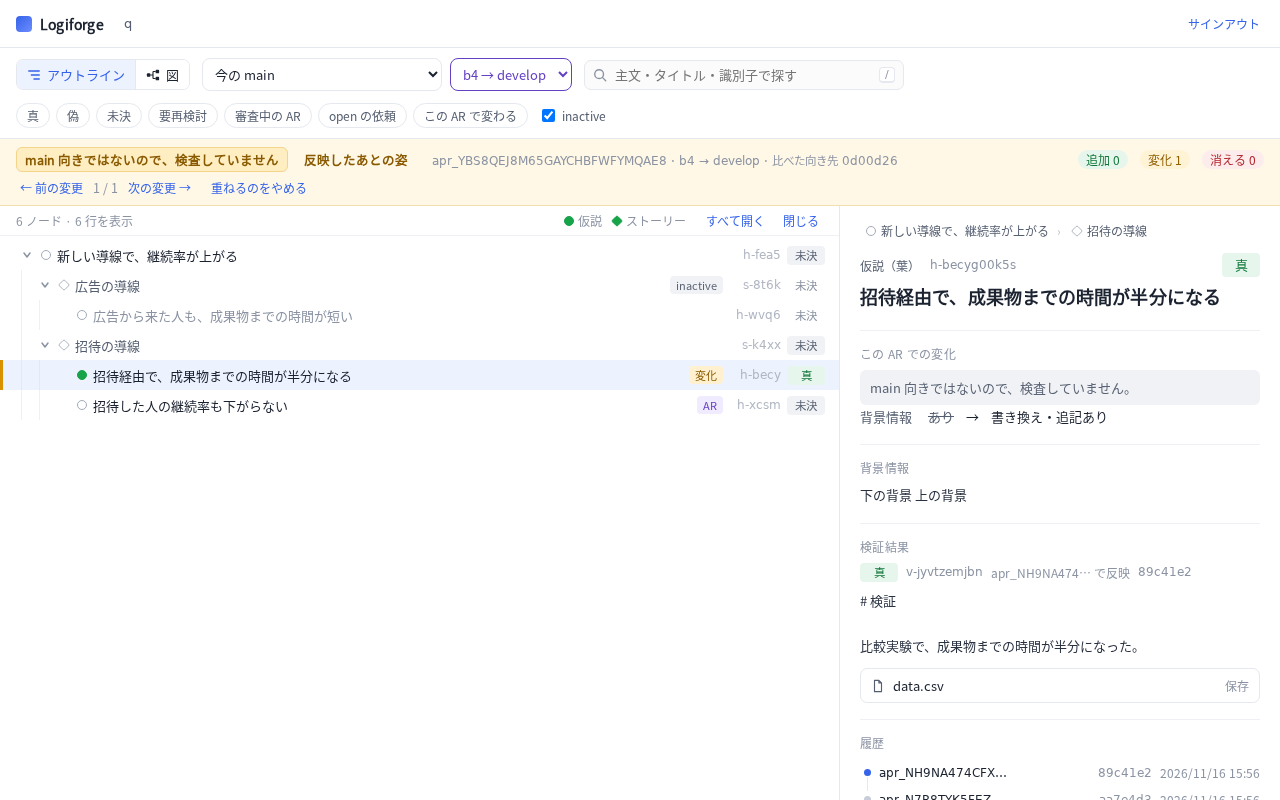 Logiforge q サインアウト
アウトライン 図 今の main b4 → develop 主文・タイトル・識別子で探す /
真 偽 未決 要再検討 審査中の AR open の依頼 この AR で変わる inactive
main 向きではないので、検査していません 反映したあとの姿 apr_YBS8QEJ8M65GAYCHBFWFYMQAE8 · b4 → develop · 比べた向き先 0d00d26 追加 0 変化 1 消える 0
← 前の変更 1 / 1 次の変更 → 重ねるのをやめる
6 ノード · 6 行を表示 仮説 ストーリー すべて開く 閉じる
新しい導線で、継続率が上がる h-fea5 未決
広告の導線 inactive s-8t6k 未決
広告から来た人も、成果物までの時間が短い h-wvq6 未決
招待の導線 s-k4xx 未決
招待経由で、成果物までの時間が半分になる 変化 h-becy 真
招待した人の継続率も下がらない AR h-xcsm 未決
新しい導線で、継続率が上がる › 招待の導線
仮説（葉） h-becyg00k5s 真
招待経由で、成果物までの時間が半分になる
この AR での変化
main 向きではないので、検査していません。
背景情報 あり → 書き換え・追記あり
背景情報
下の背景 上の背景
検証結果
真 v-jyvtzemjbn apr_NH9NA474… で反映 89c41e2
# 検証
比較実験で、成果物までの時間が半分になった。
data.csv 保存
履歴
apr_NH9NA474CFX… 89c41e2 2026/11/16 15:56